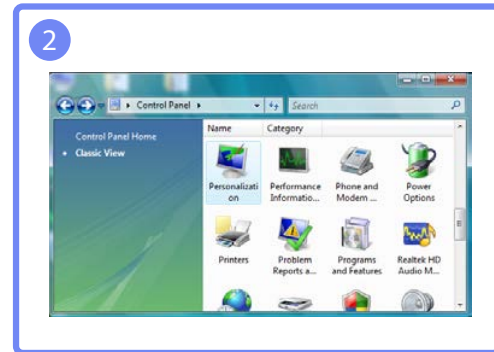 2
Control Panel
Search
Control Panel Home
Classic View
Name Category
Personalizati
on
Performance
Informatio...
Phone and
Modem ...
Power
Options
Printers
Problem
Reports a...
Programs
and Features
Realtek HD
Audio M...